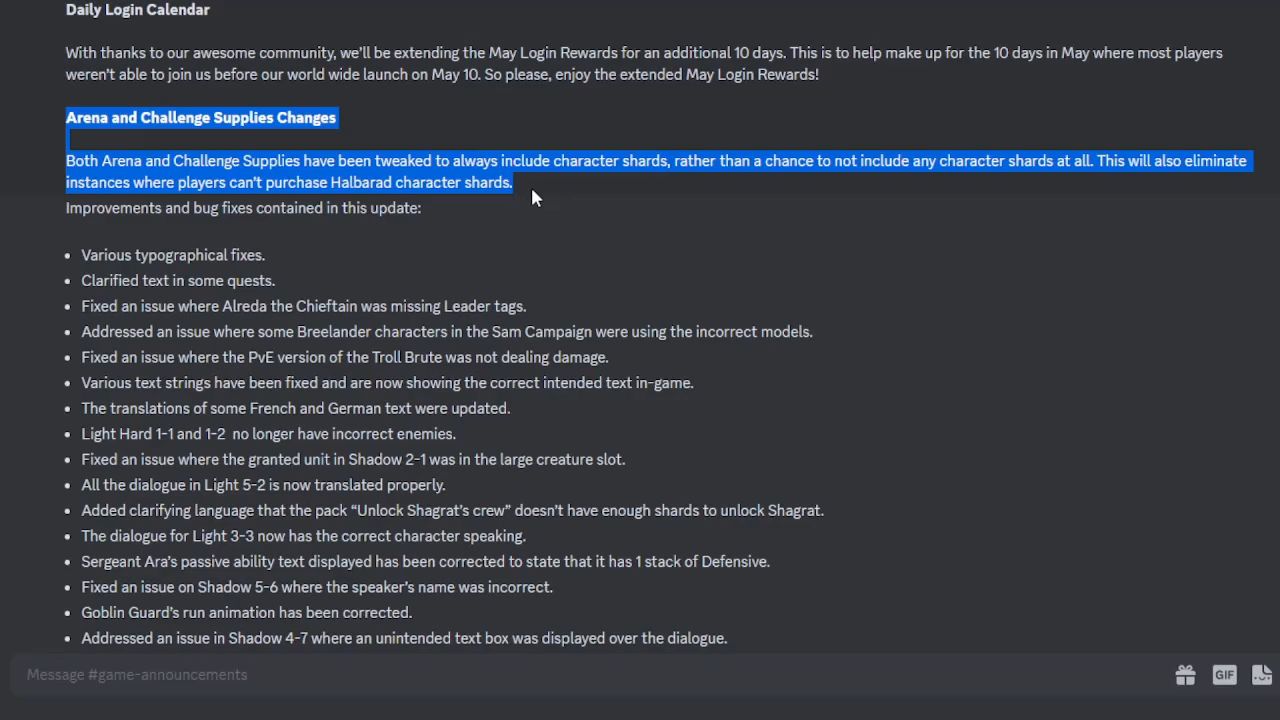 Daily Login Calendar
With thanks to our awesome community, we'll be extending the May Login Rewards for an additional 10 days. This is to help make up for the 10 days in May where most players
weren't able to join us before our world wide launch on May 10. So please, enjoy the extended May Login Rewards!
Arena and Challenge Supplies Changes
Both Arena and Challenge Supplies have been tweaked to always include character shards, rather than a chance to not include any character shards at all. This will also eliminate
instances where players can't purchase Halbarad character shards.
Improvements and bug fixes contained in this update:
• Various typographical fixes.
• Clarified text in some quests.
• Fixed an issue where Alreda the Chieftain was missing Leader tags.
• Addressed an issue where some Breelander characters in the Sam Campaign were using the incorrect models.
• Fixed an issue where the PvE version of the Troll Brute was not dealing damage.
• Various text strings have been fixed and are now showing the correct intended text in-game.
• The translations of some French and German text were updated.
• Light Hard 1-1 and 1-2  no longer have incorrect enemies.
• Fixed an issue where the granted unit in Shadow 2-1 was in the large creature slot.
• All the dialogue in Light 5-2 is now translated properly.
• Added clarifying language that the pack “Unlock Shagrat's crew” doesn't have enough shards to unlock Shagrat.
• The dialogue for Light 3-3 now has the correct character speaking.
• Sergeant Ara's passive ability text displayed has been corrected to state that it has 1 stack of Defensive.
• Fixed an issue on Shadow 5-6 where the speaker's name was incorrect.
• Goblin Guard's run animation has been corrected.
• Addressed an issue in Shadow 4-7 where an unintended text box was displayed over the dialogue.
Message #game-announcements
GIF